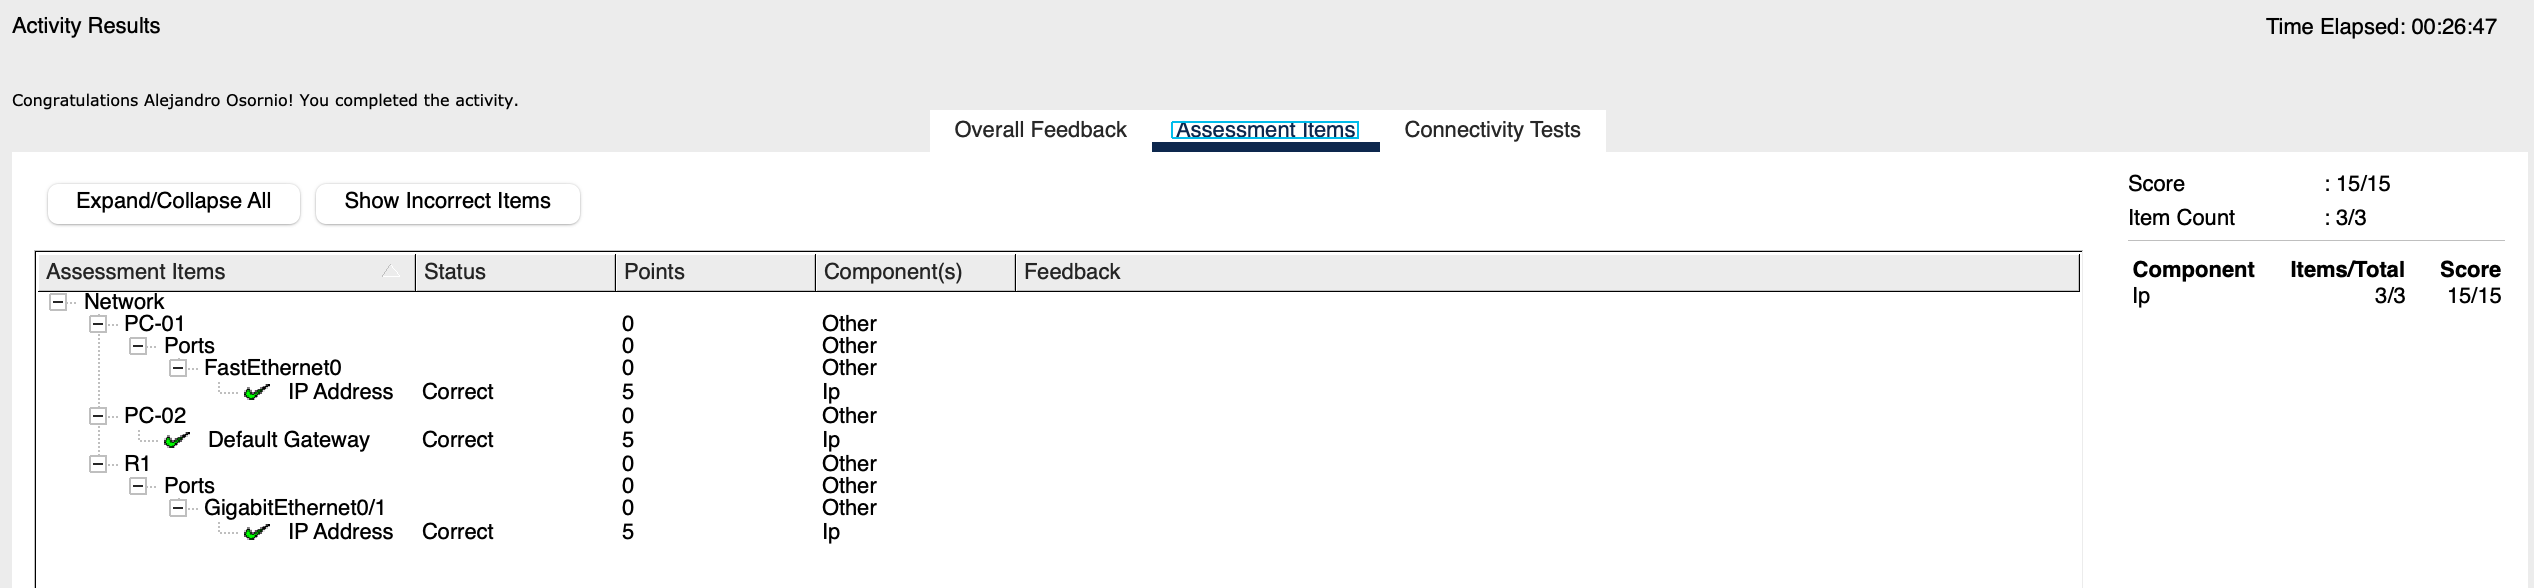 Activity Results
Time Elapsed: 00:26:47
Congratulations Alejandro Osornio! You completed the activity.
Overall Feedback Assessment Items Connectivity Tests
Expand/Collapse All Show Incorrect Items
Score : 15/15
Item Count : 3/3
Component Items/Total Score
Ip 3/3 15/15
Assessment Items Status Points Component(s) Feedback
Network
PC-01 0 Other
Ports 0 Other
FastEthernet0 0 Other
IP Address Correct 5 Ip
PC-02 0 Other
Default Gateway Correct 5 Ip
R1 0 Other
Ports 0 Other
GigabitEthernet0/1 0 Other
IP Address Correct 5 Ip